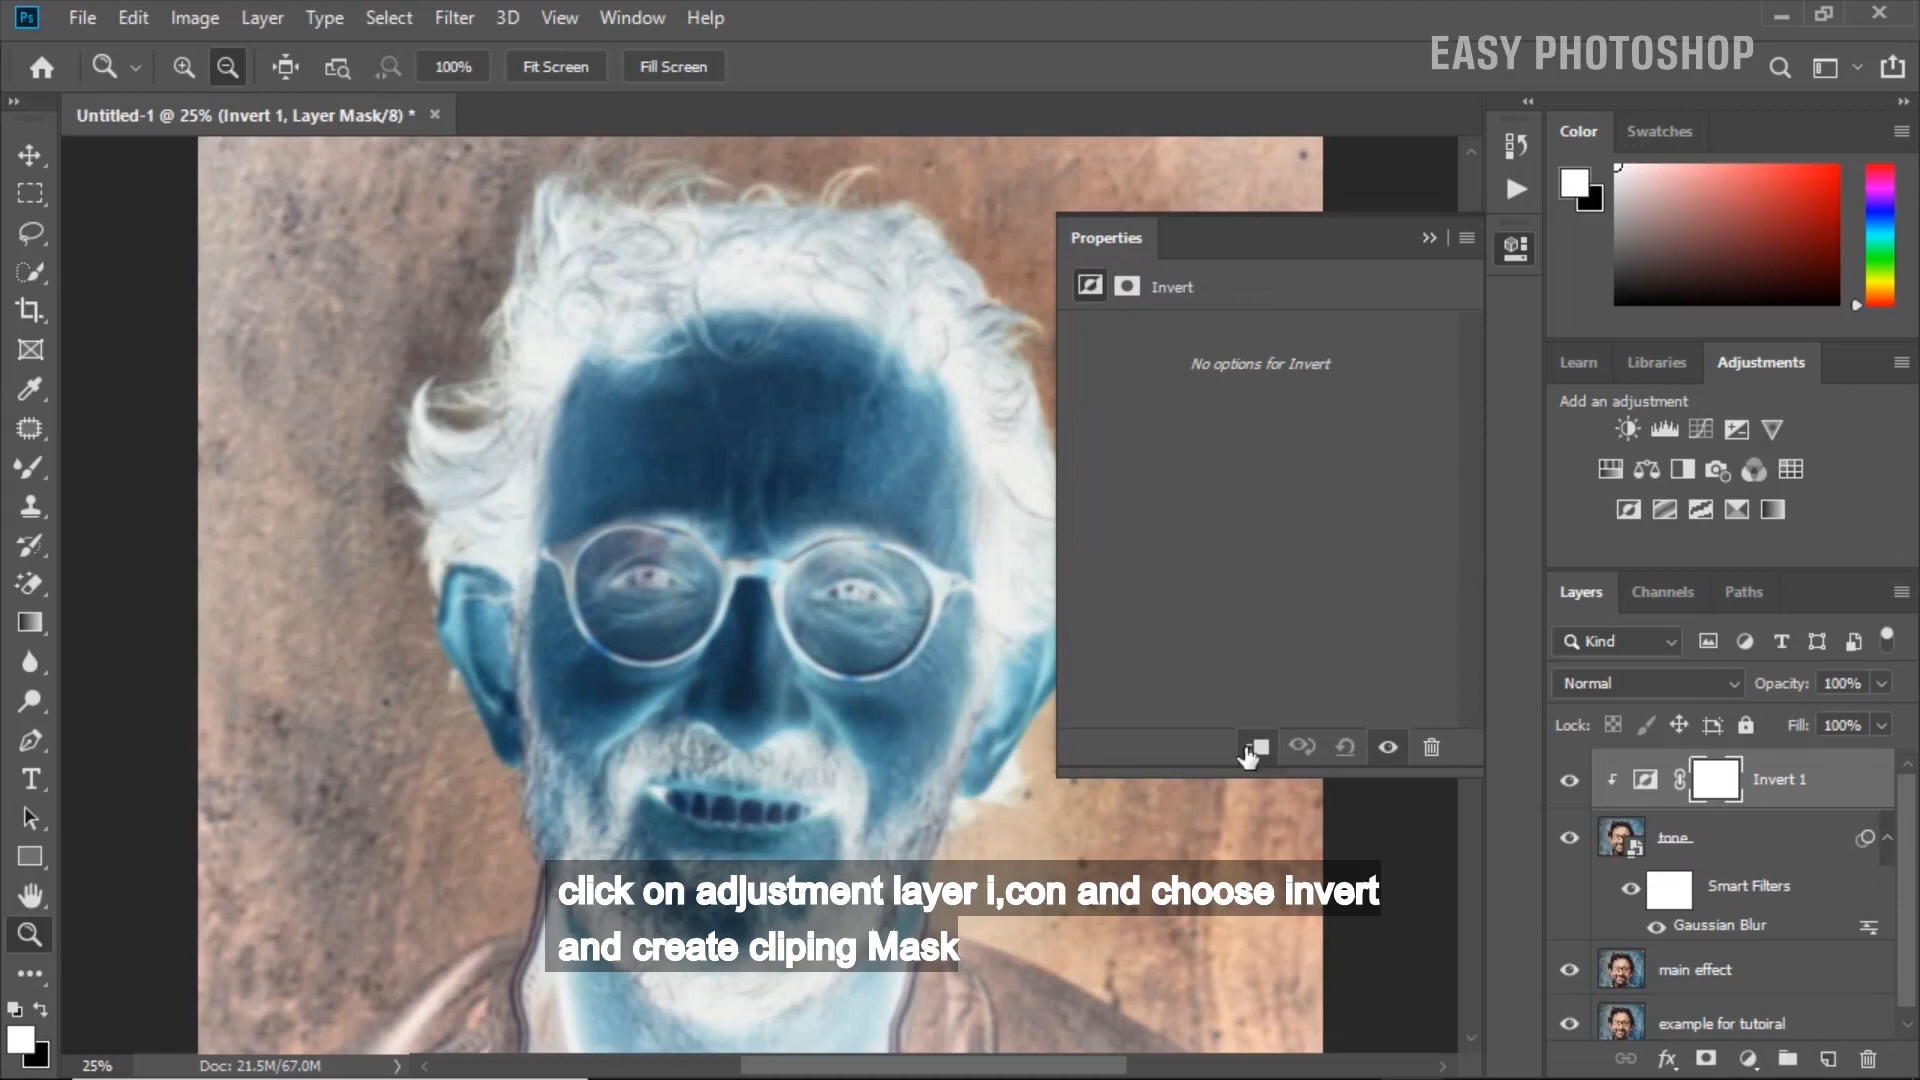 Ps File Edit Image Layer Type Select Filter 3D View Window Help
EASY PHOTOSHOP
100% Fit Screen Fill Screen
Untitled-1 @ 25% (Invert 1, Layer Mask/8) *
Color Swatches
Properties
Invert
No options for Invert
Learn Libraries Adjustments
Add an adjustment
Layers Channels Paths
Kind
Normal Opacity: 100%
Lock: Fill: 100%
Invert 1
tone
Smart Filters
Gaussian Blur
main effect
example for tutoiral
click on adjustment layer i,con and choose invert
and create cliping Mask
25% Doc: 21.5M/67.0M